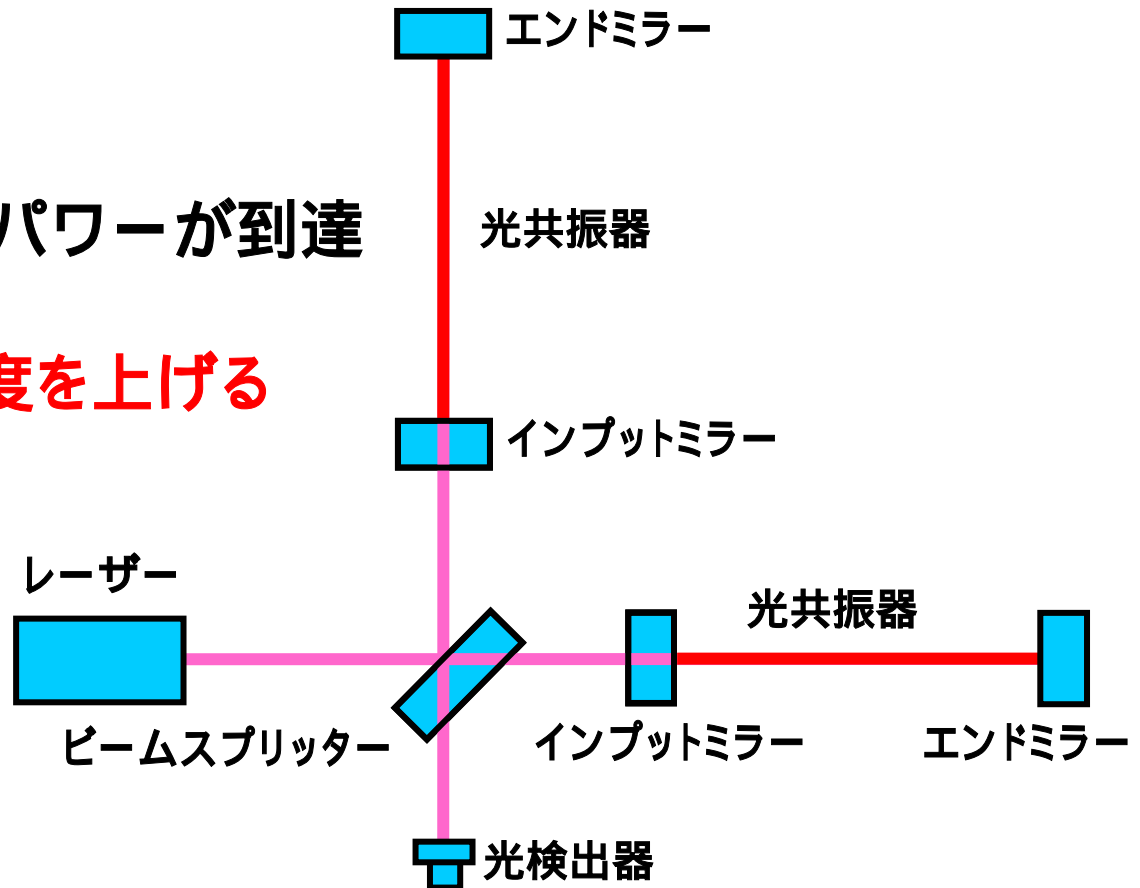 エンドミラー
パワーが到達
光共振器
度を上げる
インプットミラー
レーザー
光共振器
ビームスプリッター
インプットミラー
エンドミラー
光検出器